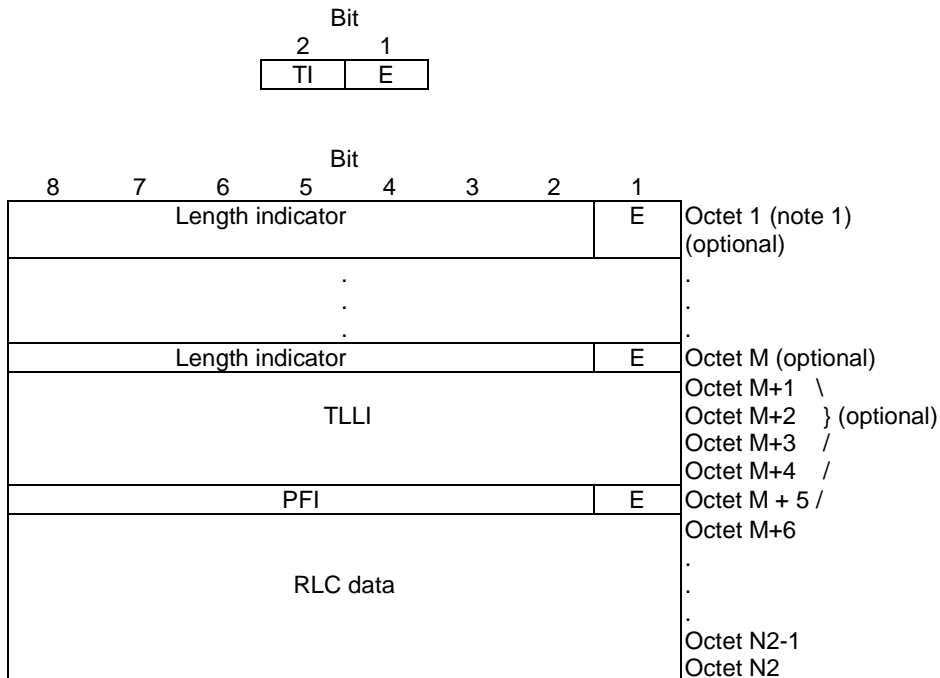 Bit
2 1
TI E
Bit
8 7 6 5 4 3 2 1
Length indicator E Octet 1 (note 1)
(optional)
. .
. .
. .
Length indicator E Octet M (optional)
Octet M+1 \
TLLI Octet M+2 } (optional)
Octet M+3 /
Octet M+4 /
PFI E Octet M + 5 /
Octet M+6
.
RLC data .
.
Octet N2-1
Octet N2